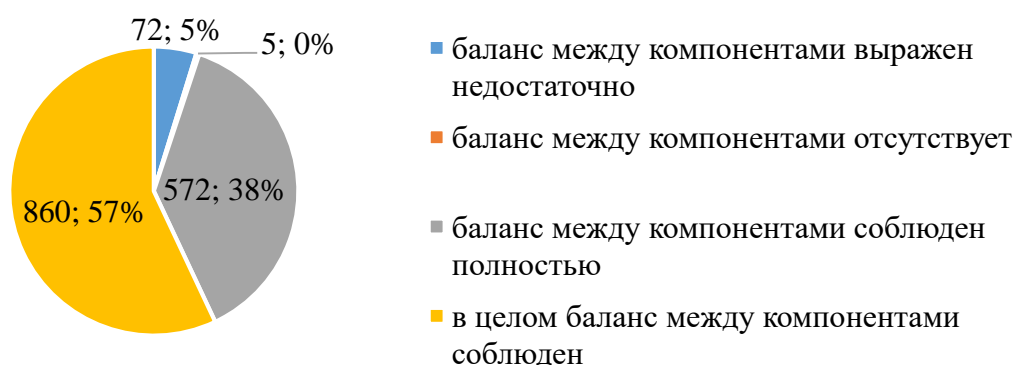 72; 5%
5; 0%
572; 38%
860; 57%
баланс между компонентами выражен
недостаточно
баланс между компонентами отсутствует
баланс между компонентами соблюден
полностью
в целом баланс между компонентами
соблюден